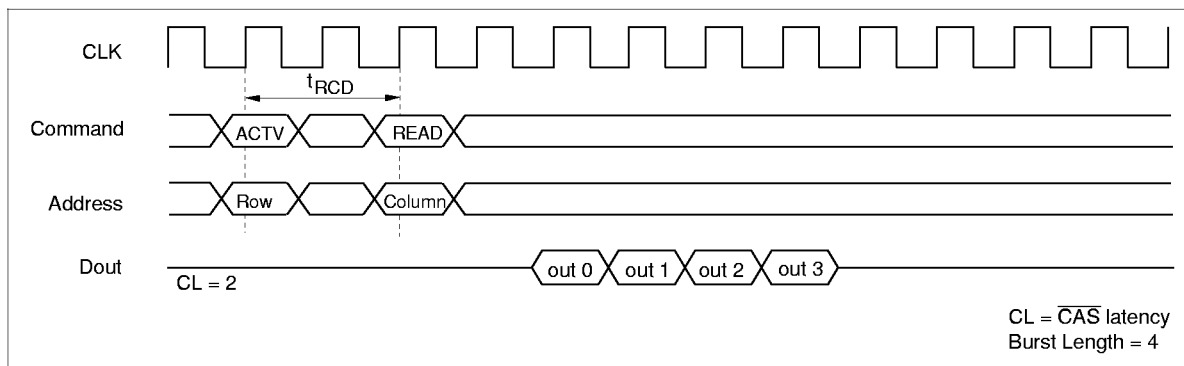 CLK
tRCD
Command
ACTV
READ
Address
Row
Column
Dout
out 0 out 1 out 2 out 3
CL = 2
CL = CAS latency
Burst Length = 4